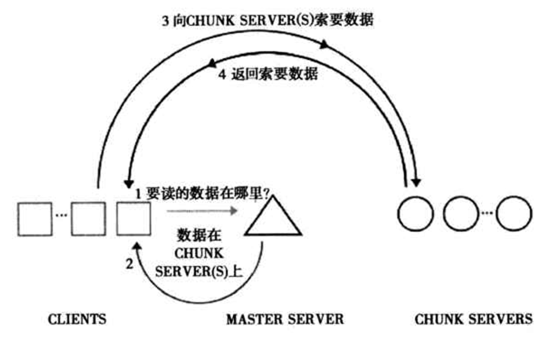 3 向CHUNK SERVER(S)索要数据
4 返回索要数据
1 要读的数据在哪里?
数据在
CHUNK
SERVER(S)上
2
CLIENTS
MASTER SERVER
CHUNK SERVERS